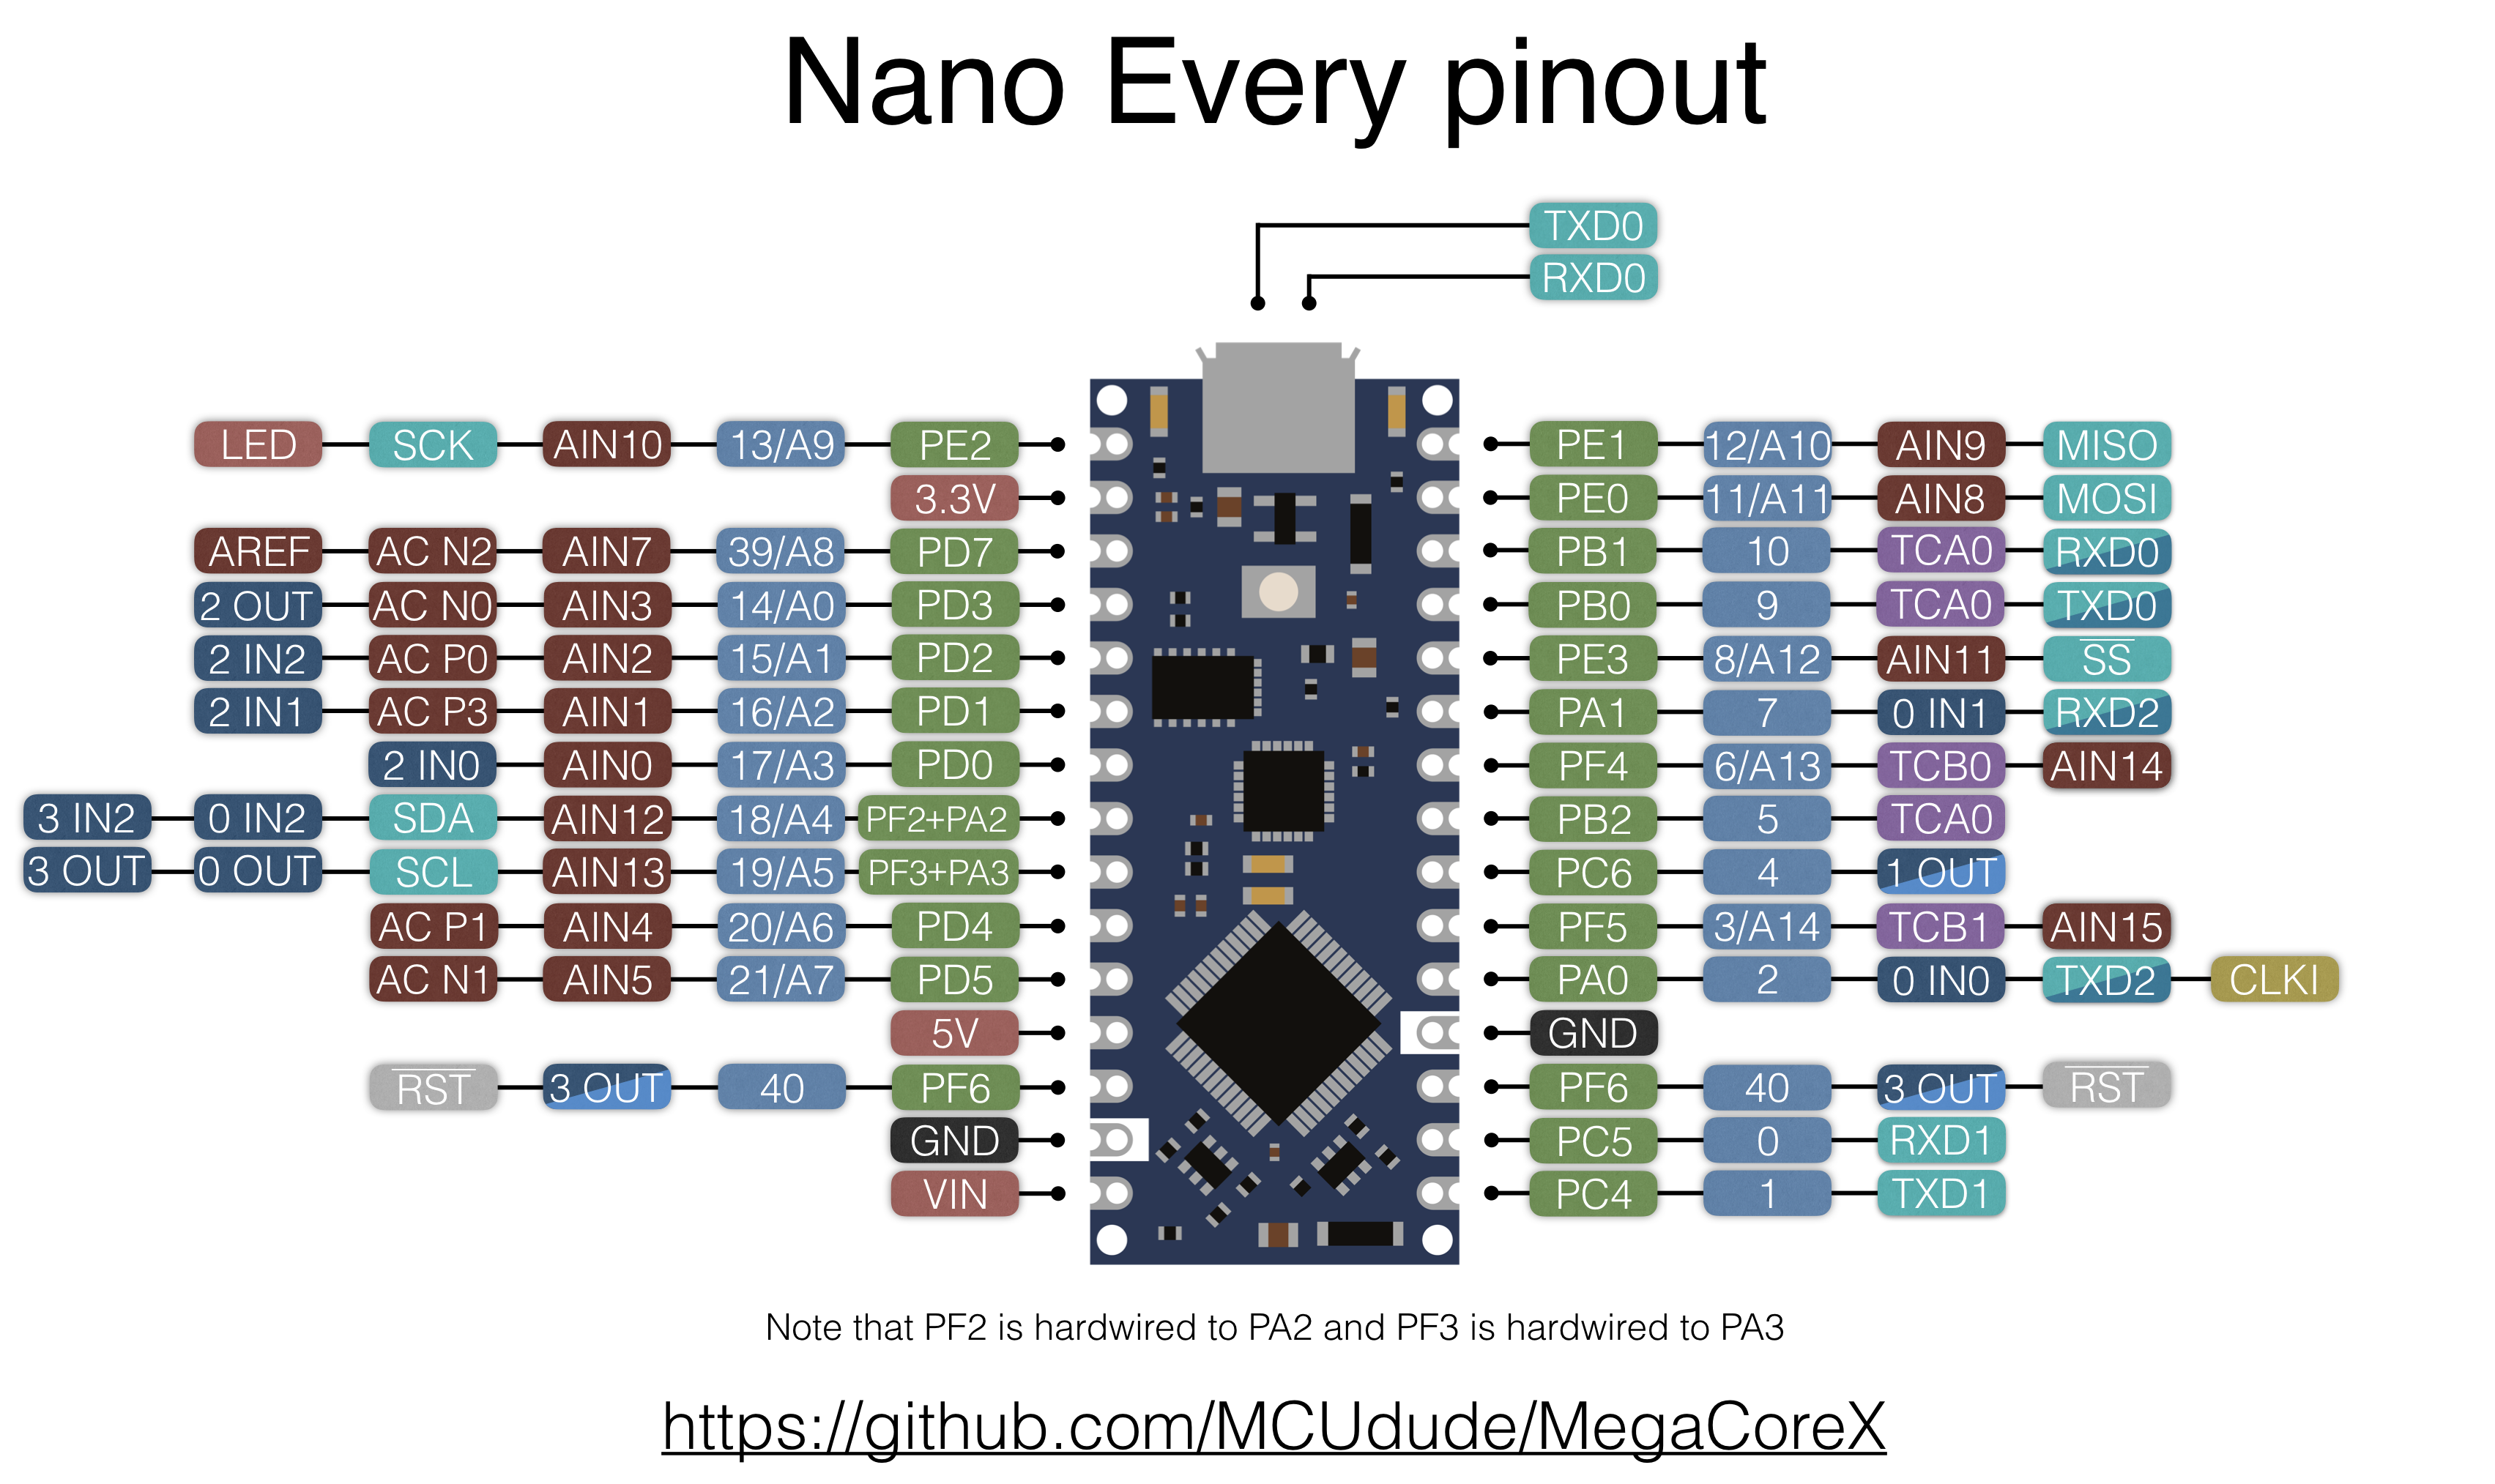 Nano Every pinout
TXD0
RXD0
LED SCK AIN10 13/A9 PE2 PE1 12/A10 AIN9 MISO
3.3V PE0 11/A11 AIN8 MOSI
AREF AC N2 AIN7 39/A8 PD7 PB1 10 TCA0 RXD0
2 OUT AC N0 AIN3 14/A0 PD3 PB0 9 TCA0 TXD0
2 IN2 AC P0 AIN2 15/A1 PD2 PE3 8/A12 AIN11 SS
2 IN1 AC P3 AIN1 16/A2 PD1 PA1 7 0 IN1 RXD2
2 IN0 AIN0 17/A3 PD0 PF4 6/A13 TCB0 AIN14
3 IN2 0 IN2 SDA AIN12 18/A4 PF2+PA2 PB2 5 TCA0
3 OUT 0 OUT SCL AIN13 19/A5 PF3+PA3 PC6 4 1 OUT
AC P1 AIN4 20/A6 PD4 PF5 3/A14 TCB1 AIN15
AC N1 AIN5 21/A7 PD5 PA0 2 0 IN0 TXD2 CLKI
5V GND
RST 3 OUT 40 PF6 PF6 40 3 OUT RST
GND PC5 0 RXD1
VIN PC4 1 TXD1
Note that PF2 is hardwired to PA2 and PF3 is hardwired to PA3
https://github.com/MCUdude/MegaCoreX